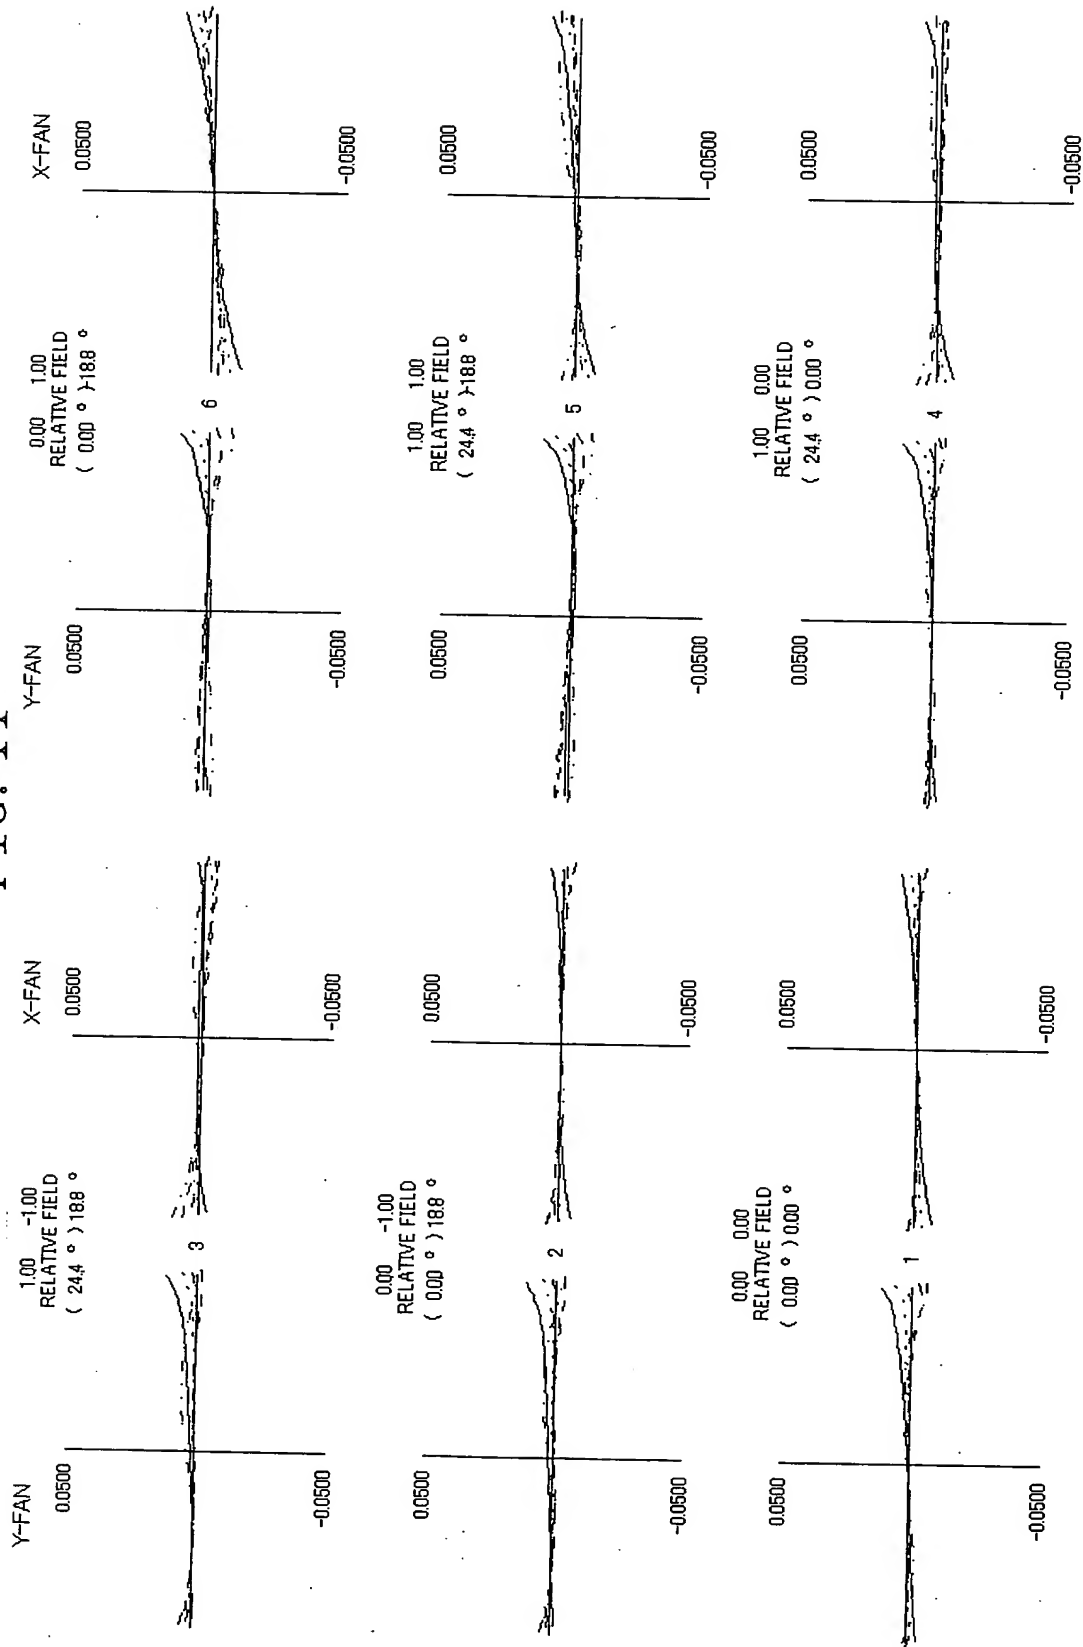 FIG. 11
Y-FAN
X-FAN
Y-FAN
X-FAN
1.00 -1.00
RELATIVE FIELD
( 24.4 ° ) 18.8 °
0.0500
0.0500
3
-0.0500
-0.0500
0.00 1.00
RELATIVE FIELD
( 0.00 ° )-18.8 °
0.0500
0.0500
6
-0.0500
-0.0500
0.00 -1.00
RELATIVE FIELD
( 0.00 ° ) 18.8 °
0.0500
0.0500
2
-0.0500
-0.0500
1.00 1.00
RELATIVE FIELD
( 24.4 ° )-18.8 °
0.0500
0.0500
5
-0.0500
-0.0500
0.00 0.00
RELATIVE FIELD
( 0.00 ° ) 0.00 °
0.0500
0.0500
1
-0.0500
-0.0500
1.00 0.00
RELATIVE FIELD
( 24.4 ° ) 0.00 °
0.0500
0.0500
4
-0.0500
-0.0500